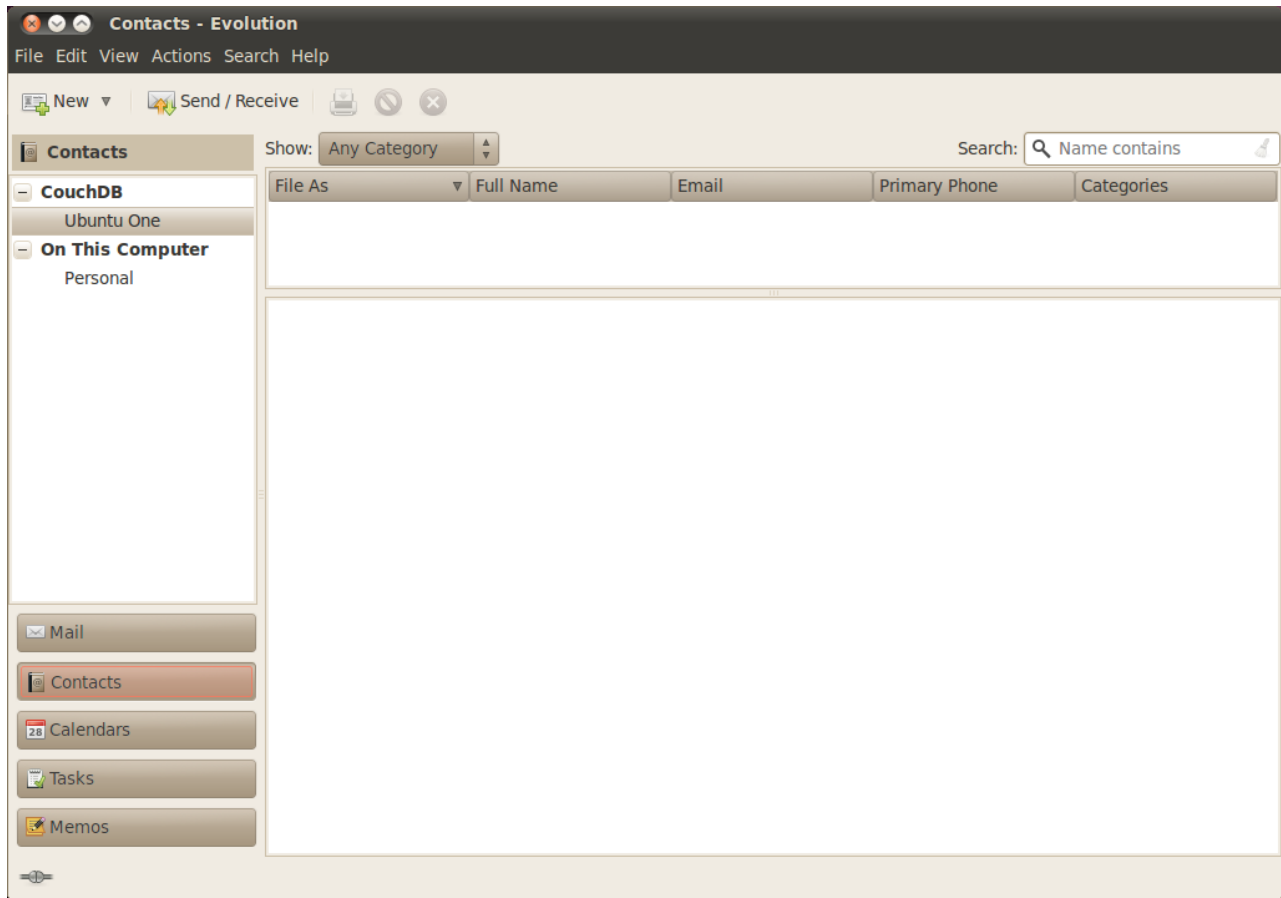 Contacts - Evolution
File Edit View Actions Search Help
New Send / Receive
Contacts
Show: Any Category Search: Name contains
File As Full Name Email Primary Phone Categories
CouchDB
Ubuntu One
On This Computer
Personal
Mail
Contacts
28 Calendars
Tasks
Memos